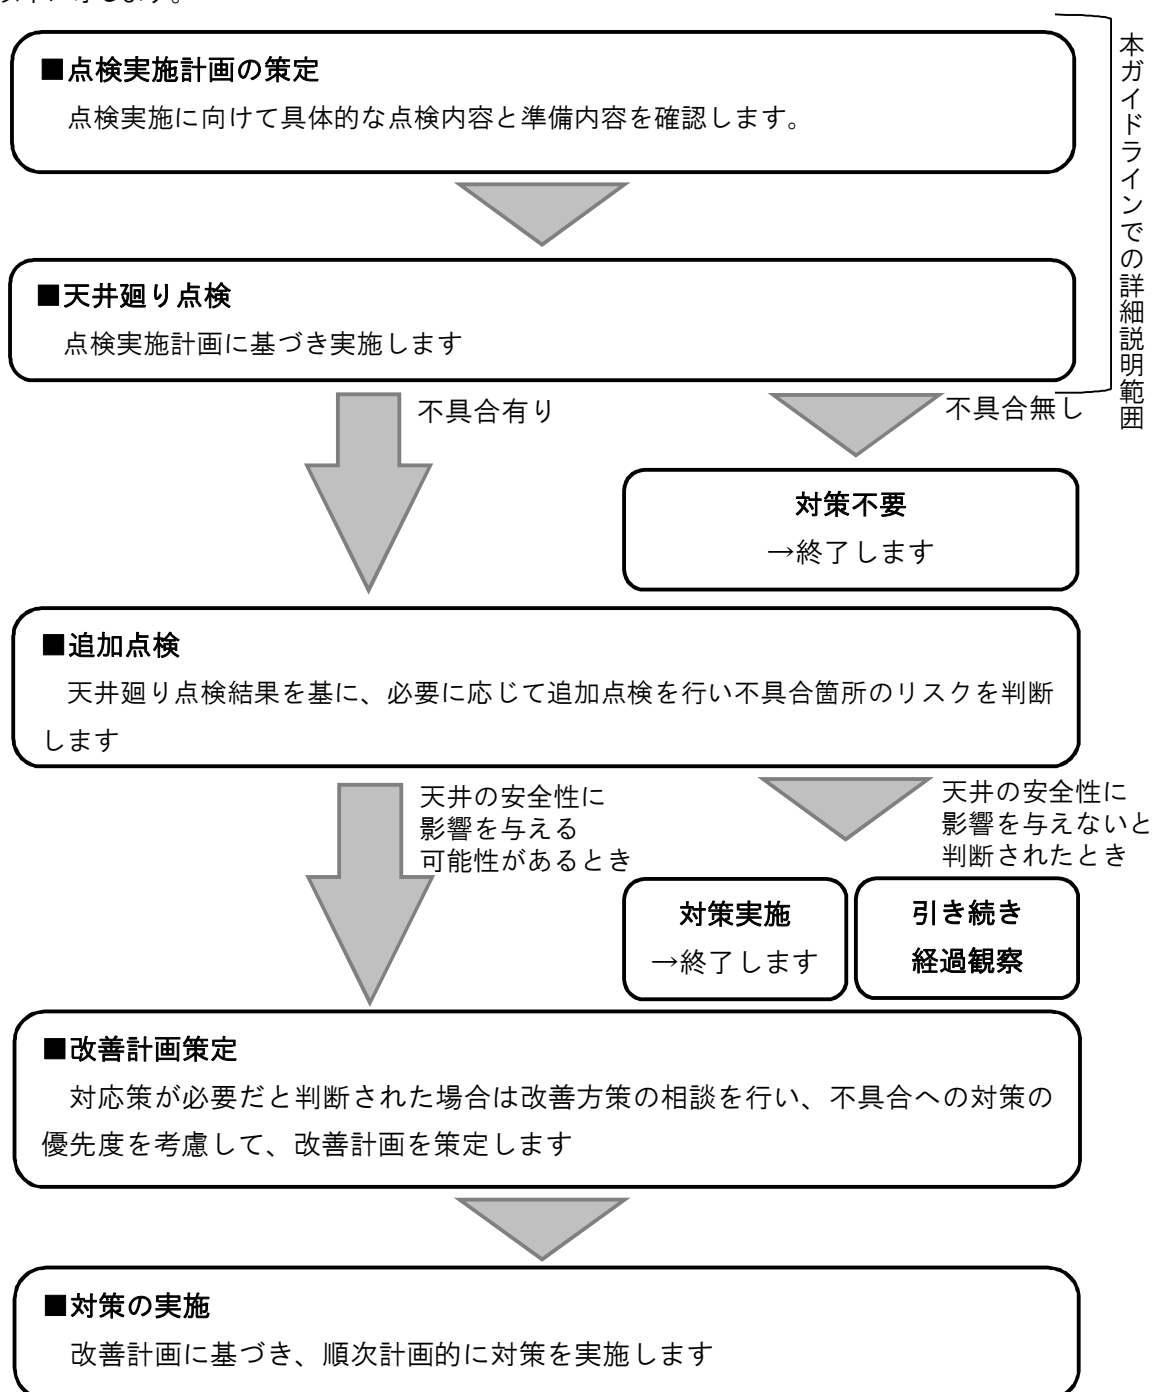 ■点検実施計画の策定
点検実施に向けて具体的な点検内容と準備内容を確認します。
本ガイドラインでの詳細説明範囲
■天井廻り点検
点検実施計画に基づき実施します
不具合有り
不具合無し
対策不要
→終了します
■追加点検
天井廻り点検結果を基に、必要に応じて追加点検を行い不具合箇所のリスクを判断
します
天井の安全性に
影響を与える
可能性があるとき
天井の安全性に
影響を与えないと
判断されたとき
対策実施
→終了します
引き続き
経過観察
■改善計画策定
対応策が必要だと判断された場合は改善方策の相談を行い、不具合への対策の
優先度を考慮して、改善計画を策定します
■対策の実施
改善計画に基づき、順次計画的に対策を実施します